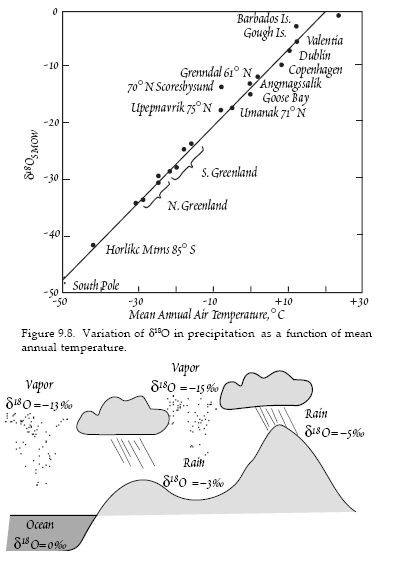 0
-10
-20
-30
-40
-50
δ¹⁸O SMOW
Barbados Is.
Gough Is.
Valentia
Dublin
Copenhagen
Grenndal 61° N
Angmagssalik
70° N Scoresbysund
Goose Bay
Upepnavrik 75° N
Umanak 71° N
S. Greenland
N. Greenland
Horlikc Mtms 85° S
South Pole
-50 -30 -10 +10 +30
Mean Annual Air Temperature, °C
Figure 9.8. Variation of δ¹⁸O in precipitation as a function of mean
annual temperature.
Vapor
δ¹⁸O =-13‰
Vapor
δ¹⁸O =-15‰
Rain
δ¹⁸O=-5‰
Rain
δ¹⁸O =-3‰
Ocean
δ¹⁸O=0‰